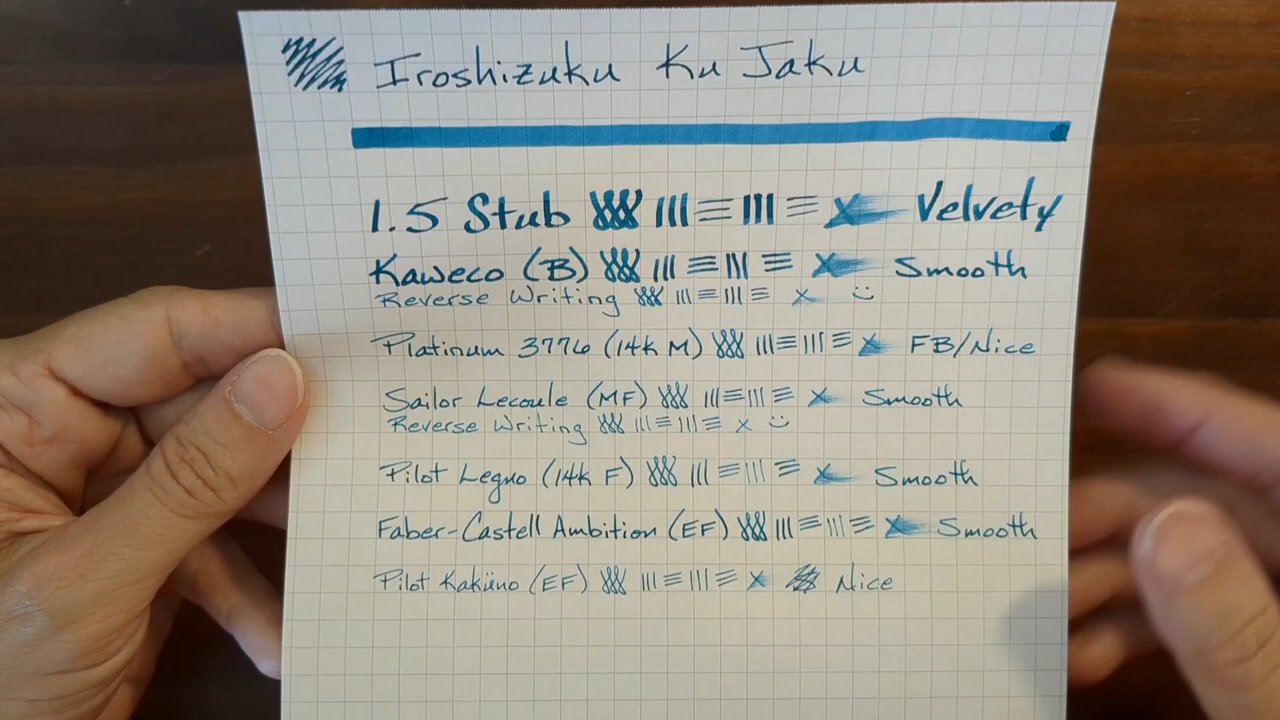 Iroshizuku Ku Jaku
1.5 Stub Velvety
Kaweco (B) Smooth
Reverse Writing
Platinum 3776 (14k M) FB/Nice
Sailor Lecoule (MF) Smooth
Reverse Writing
Pilot Legno (14k F) Smooth
Faber-Castell Ambition (EF) Smooth
Pilot Kaküno (EF) Nice